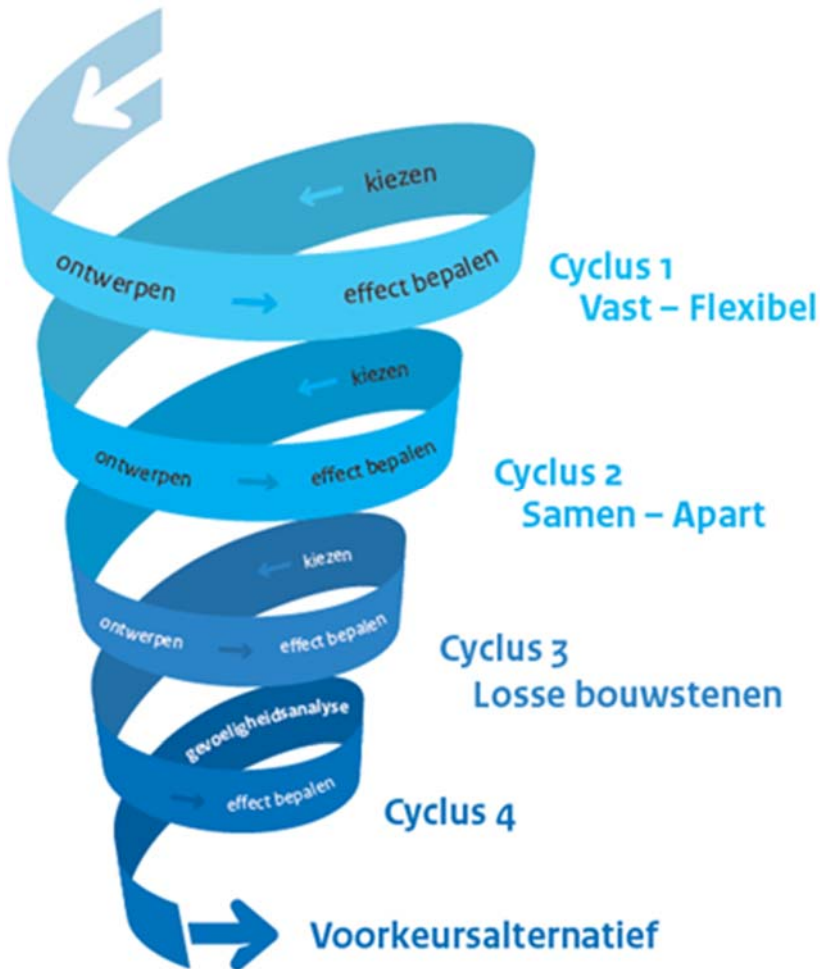 kiezen
ontwerpen
effect bepalen
Cyclus 1
Vast – Flexibel
kiezen
ontwerpen
effect bepalen
Cyclus 2
Samen – Apart
kiezen
ontwerpen
effect bepalen
Cyclus 3
Losse bouwstenen
gevoeligheidsanalyse
effect bepalen
Cyclus 4
Voorkeursalternatief